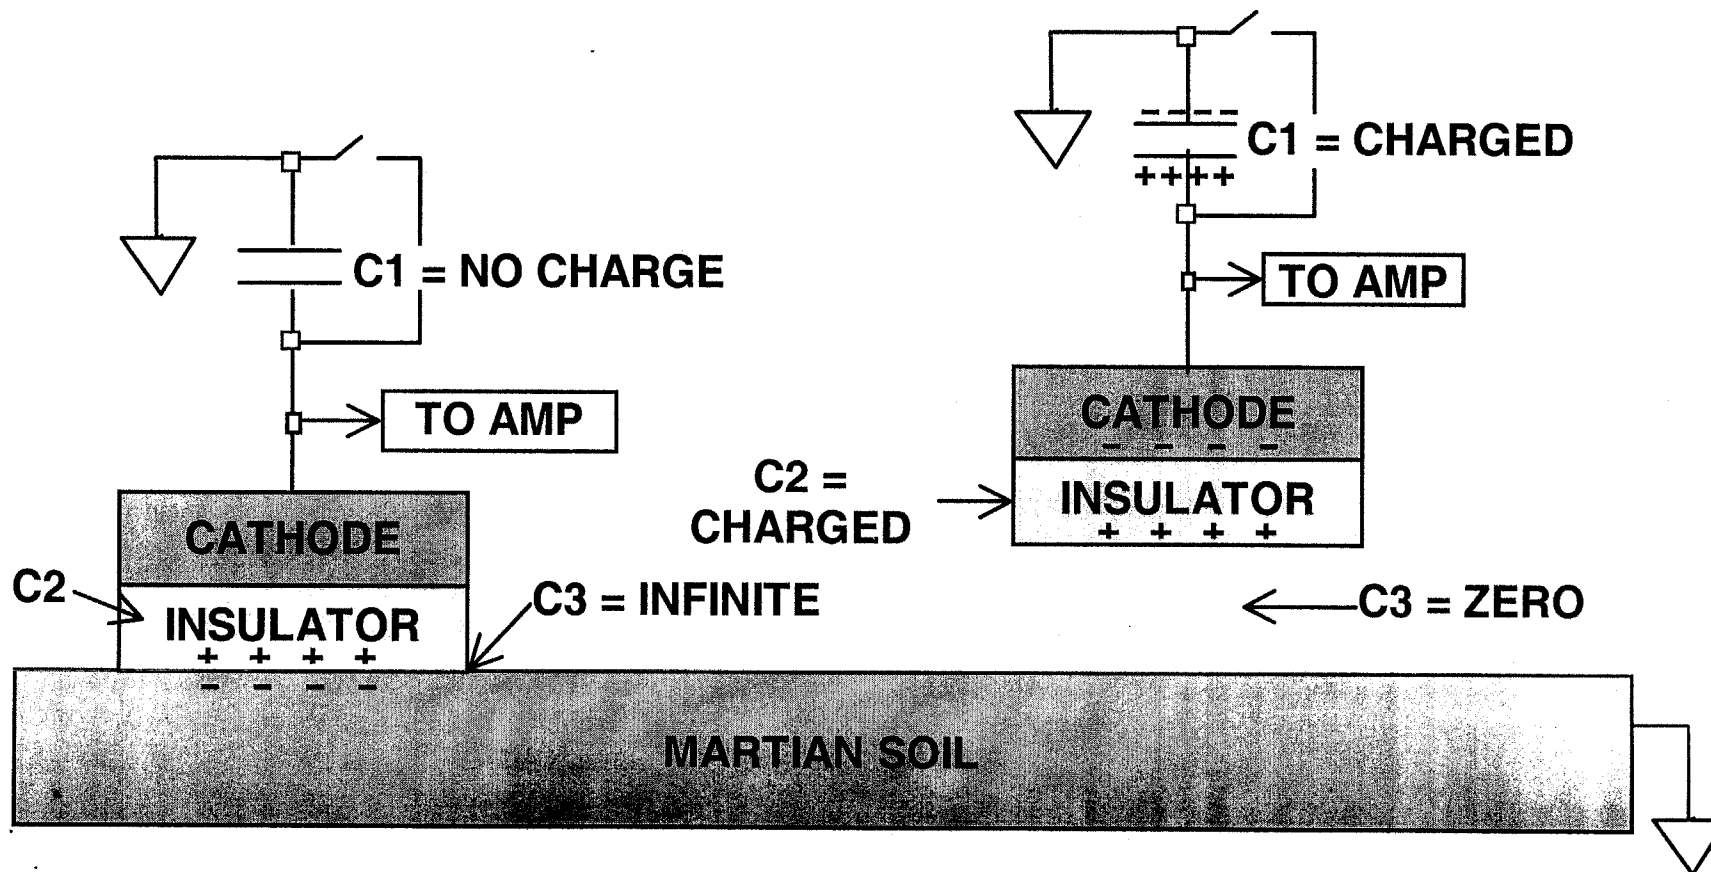 C1 = CHARGED
- - - -
+ + + +
C1 = NO CHARGE
TO AMP
TO AMP
CATHODE
- - - -
C2 =
CHARGED
INSULATOR
+ + + +
CATHODE
C2
INSULATOR
+ + + +
- - - -
C3 = INFINITE
C3 = ZERO
MARTIAN SOIL